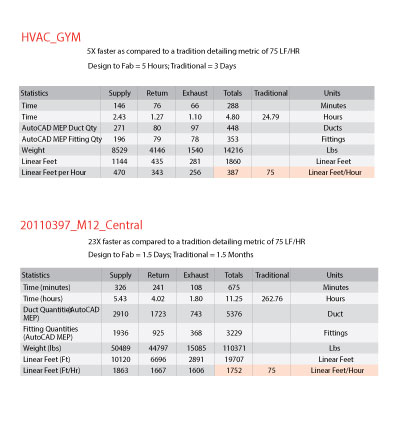 HVAC_GYM
5X faster as compared to a tradition detailing metric of 75 LF/HR
Design to Fab = 5 Hours; Traditional = 3 Days
Statistics Supply Return Exhaust Totals Traditional Units
Time 146 76 66 288 Minutes
Time 2.43 1.27 1.10 4.80 24.79 Hours
AutoCAD MEP Duct Qty 271 80 97 448 Ducts
AutoCAD MEP Fitting Qty 196 79 78 353 Fittings
Weight 8529 4146 1540 14216 Lbs
Linear Feet 1144 435 281 1860 Linear Feet
Linear Feet per Hour 470 343 256 387 75 Linear Feet/Hour
20110397_M12_Central
23X faster as compared to a tradition detailing metric of 75 LF/HR
Design to Fab = 1.5 Days; Traditional = 1.5 Months
Statistics Supply Return Exhaust Totals Traditional Units
Time (minutes) 326 241 108 675 Minutes
Time (hours) 5.43 4.02 1.80 11.25 262.76 Hours
Duct Quantities(AutoCAD
MEP) 2910 1723 743 5376 Duct
Fitting Quantities
(AutoCAD MEP) 1936 925 368 3229 Fittings
Weight (lbs) 50489 44797 15085 110371 Lbs
Linear Feet (Ft) 10120 6696 2891 19707 Linear Feet
Linear Feet (Ft/Hr) 1863 1667 1606 1752 75 Linear Feet/Hour